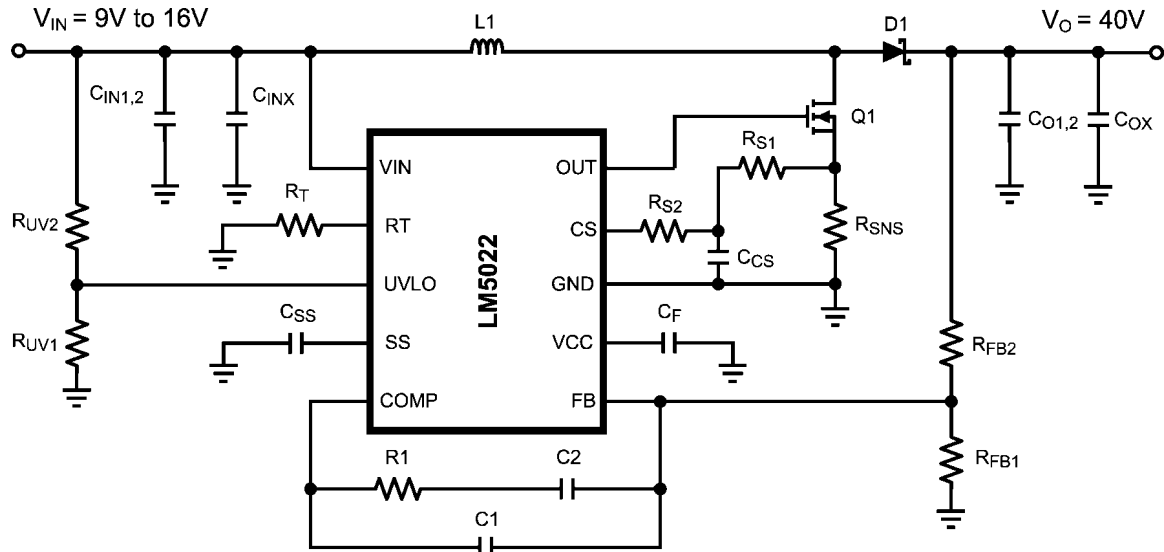 VIN = 9V to 16V
L1
D1
VO = 40V
CIN1,2
CINX
Q1
CO1,2
COX
VIN
OUT
RS1
RT
RUV2
RT
CS
RS2
RSNS
CCS
LM5022
UVLO
GND
CSS
CF
RUV1
SS
VCC
RFB2
COMP
FB
R1
C2
RFB1
C1